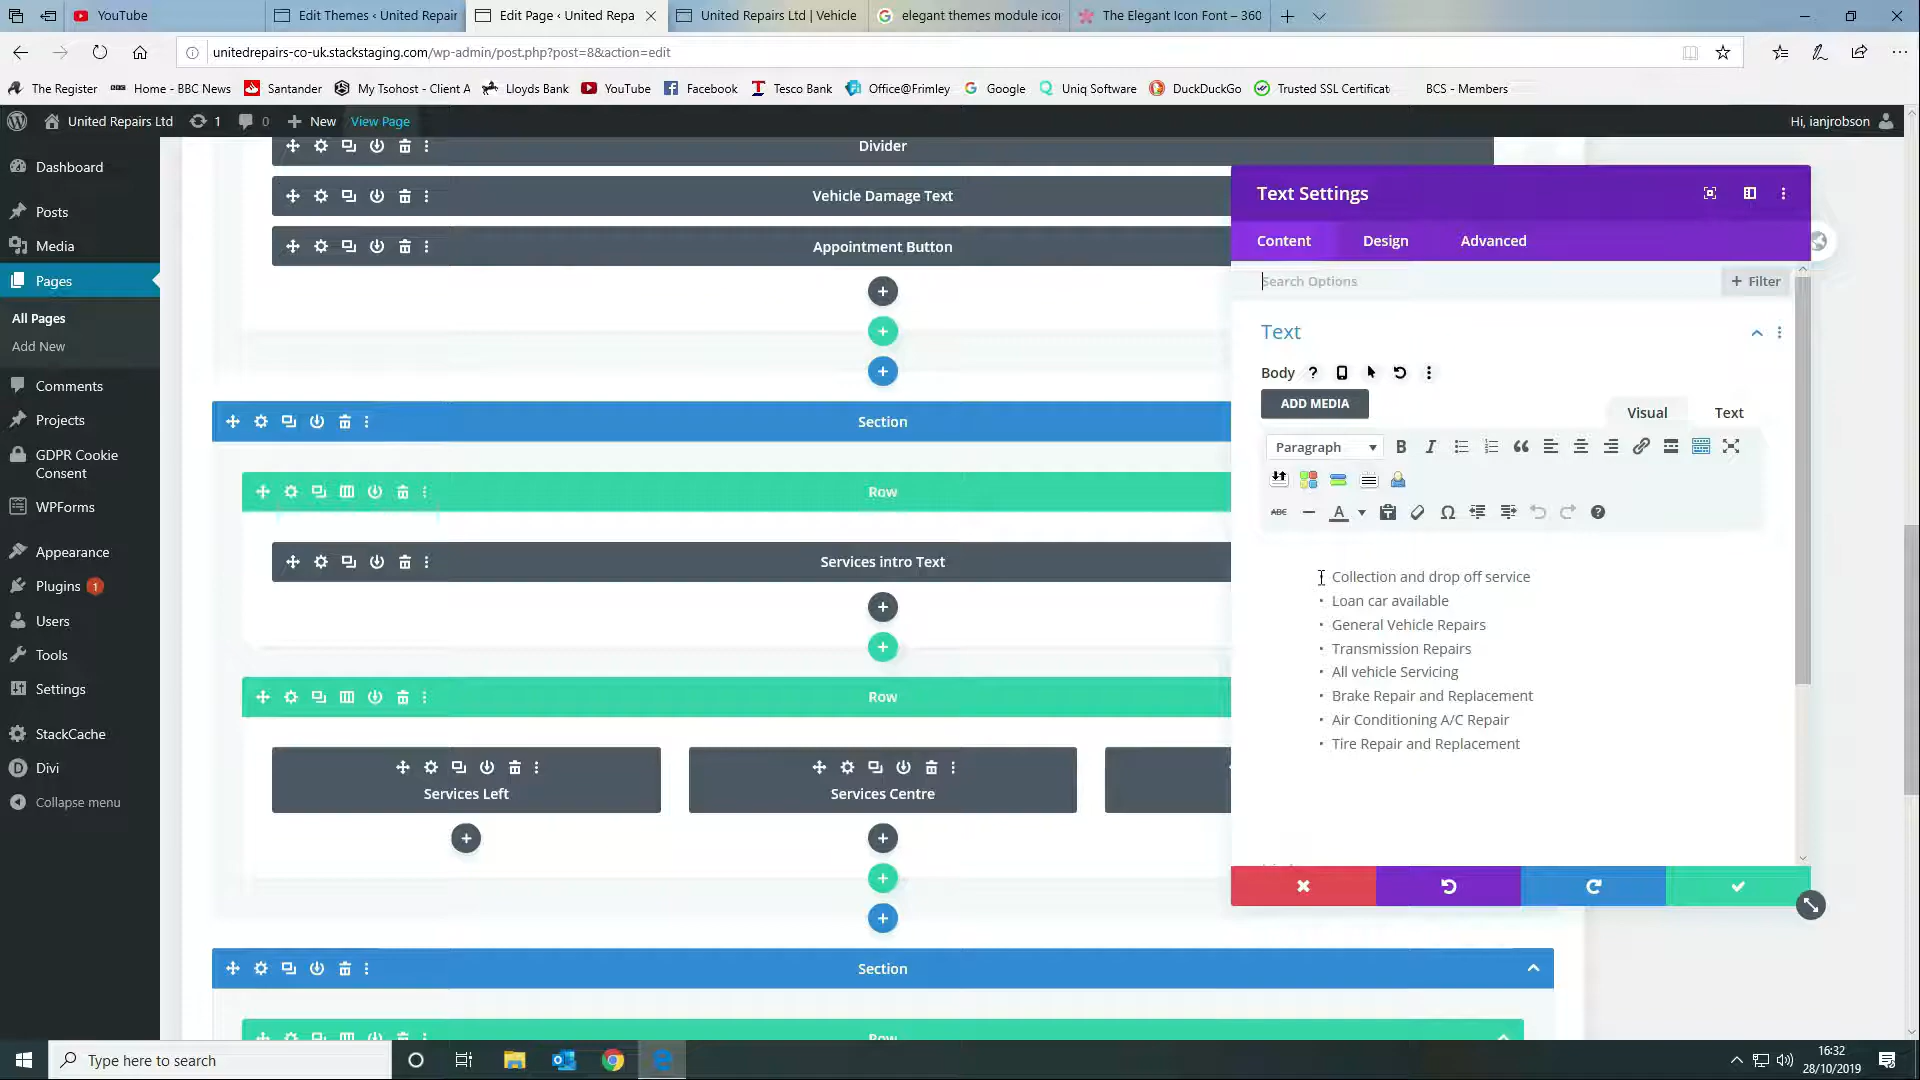 YouTube
Edit Themes ‹ United Repair
Edit Page ‹ United Repa
United Repairs Ltd | Vehicle
elegant themes module ico
The Elegant Icon Font – 360
unitedrepairs-co-uk.stackstaging.com/wp-admin/post.php?post=8&action=edit
The Register
Home - BBC News
Santander
My Tsohost - Client A
Lloyds Bank
YouTube
Facebook
Tesco Bank
Office@Frimley
Google
Uniq Software
DuckDuckGo
Trusted SSL Certificat
BCS - Members
United Repairs Ltd
1
0
New
View Page
Hi, ianjrobson
Dashboard
Posts
Media
Pages
All Pages
Add New
Comments
Projects
GDPR Cookie
Consent
WPForms
Appearance
Plugins 1
Users
Tools
Settings
StackCache
Divi
Collapse menu
Divider
Vehicle Damage Text
Appointment Button
Section
Row
Services intro Text
Row
Services Left
Services Centre
Section
Row
Text Settings
Content
Design
Advanced
Search Options
+ Filter
Text
Body
ADD MEDIA
Visual
Text
Paragraph
B
I
ABC
A
Ω
• Collection and drop off service
• Loan car available
• General Vehicle Repairs
• Transmission Repairs
• All vehicle Servicing
• Brake Repair and Replacement
• Air Conditioning A/C Repair
• Tire Repair and Replacement
Type here to search
16:32
28/10/2019